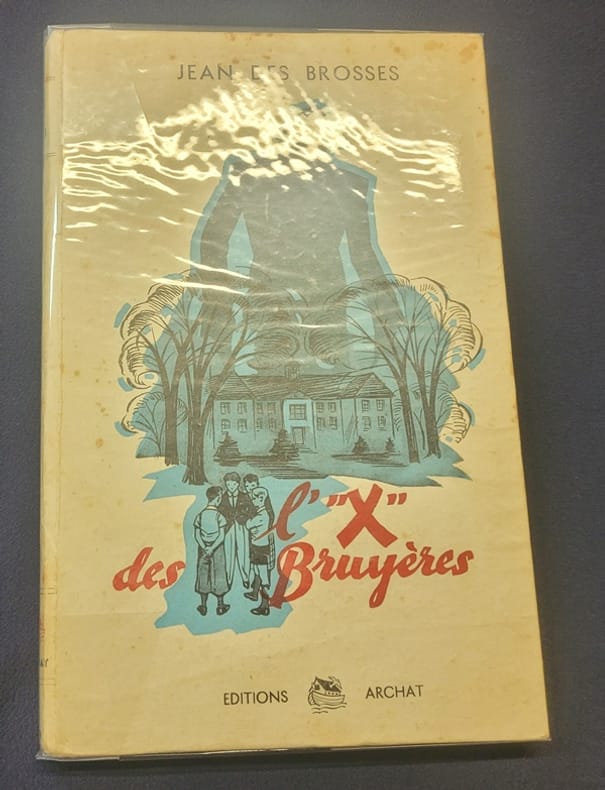 JEAN DES BROSSES
l' "X"
des Bruyères
EDITIONS ARCHAT